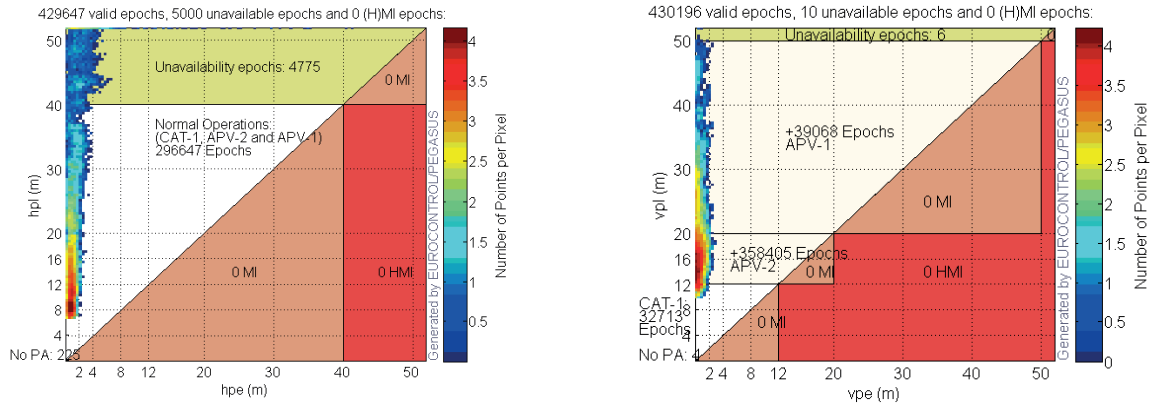 429647 valid epochs, 5000 unavailable epochs and 0 (H)MI epochs:
50
40
30
20
16
12
8
4
hpl (m)
Unavailability epochs: 4775
0 MI
Normal Operations:
(CAT-1, APV-2 and APV-1)
296647 Epochs
0 MI
0 HMI
No PA: 225
2 4 8 12 20 30 40 50
hpe (m)
Generated by EUROCONTROL/PEGASUS
4
3.5
3
2.5
2
1.5
1
0.5
Number of Points per Pixel
430196 valid epochs, 10 unavailable epochs and 0 (H)MI epochs:
50
40
30
20
16
12
8
4
vpl (m)
Unavailability epochs: 6
0
+39068 Epochs
APV-1
0 MI
+358405 Epochs
APV-2
0 MI
0 HMI
CAT-1
32713
Epochs
0 MI
No PA: 4
2 4 8 12 20 30 40 50
vpe (m)
Generated by EUROCONTROL/PEGASUS
4
3.5
3
2.5
2
1.5
1
0.5
0
Number of Points per Pixel